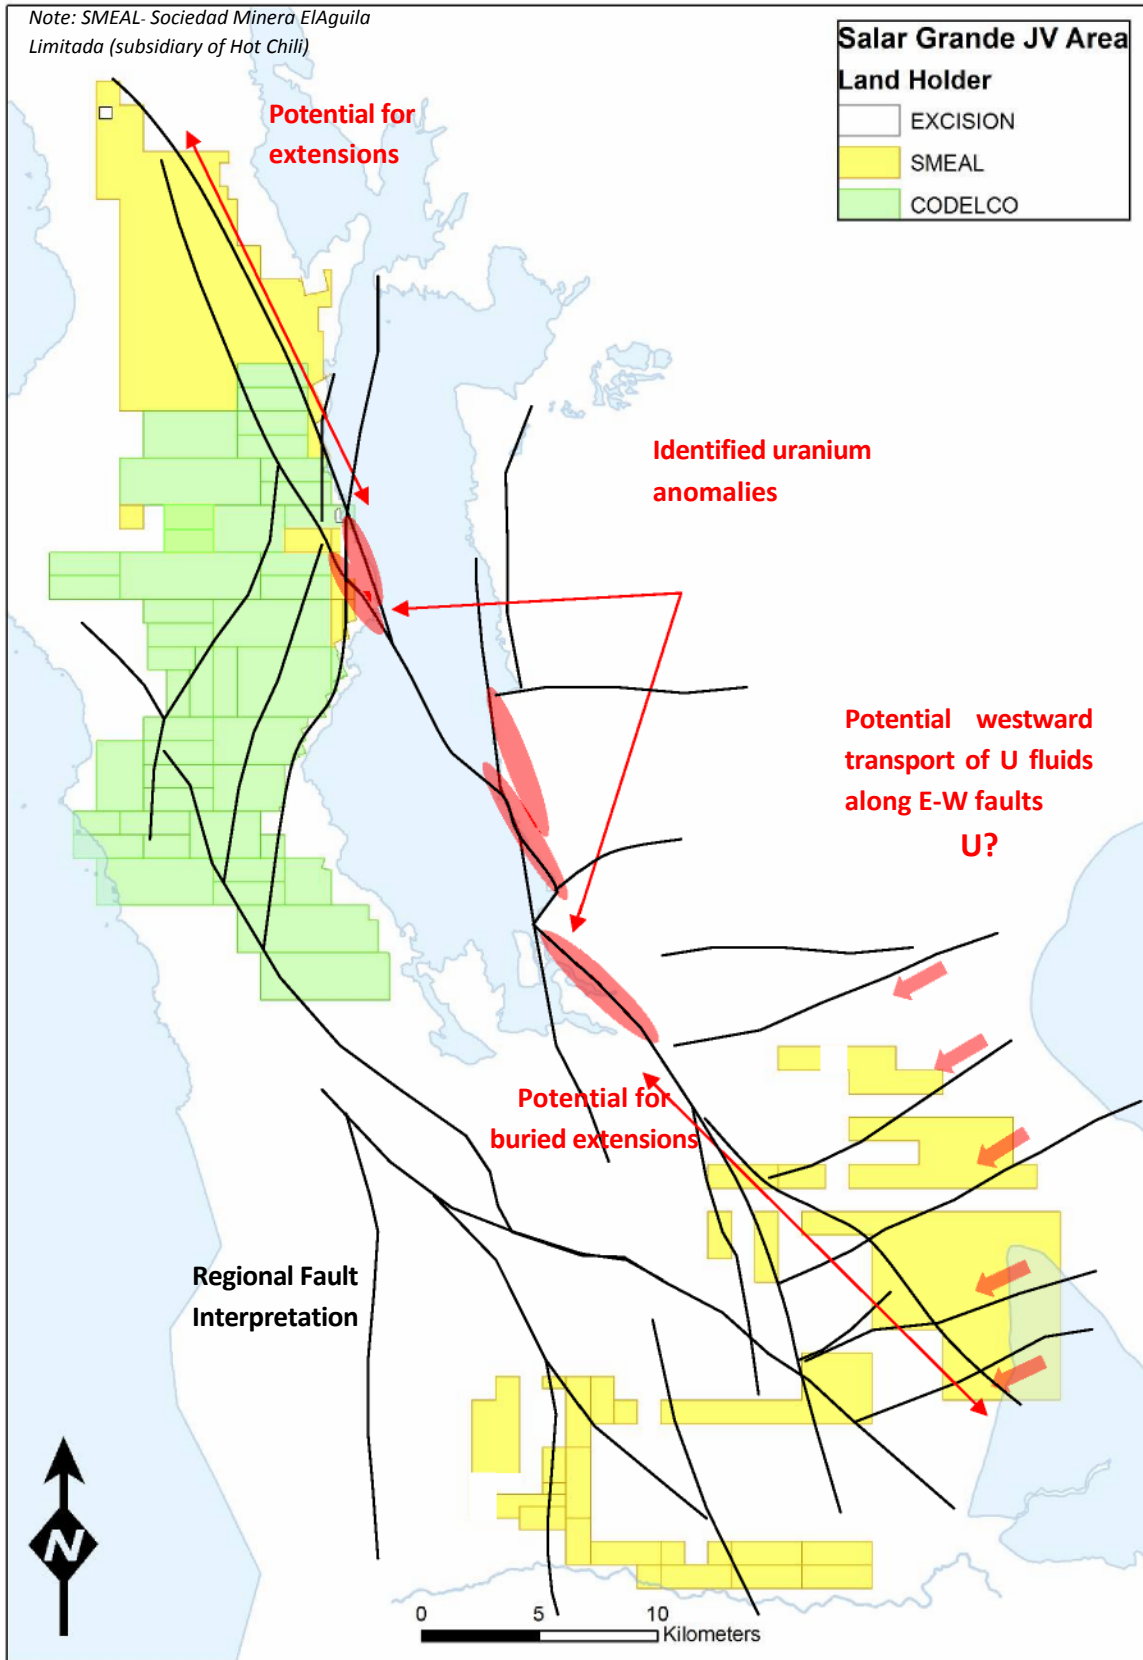 Note: SMEAL- Sociedad Minera ElAguila
Limitada (subsidiary of Hot Chili)
Salar Grande JV Area
Land Holder
EXCISION
SMEAL
CODELCO
Potential for
extensions
Identified uranium
anomalies
Potential westward
transport of U fluids
along E-W faults
U?
Potential for
buried extensions
Regional Fault
Interpretation
N
0 5 10
Kilometers